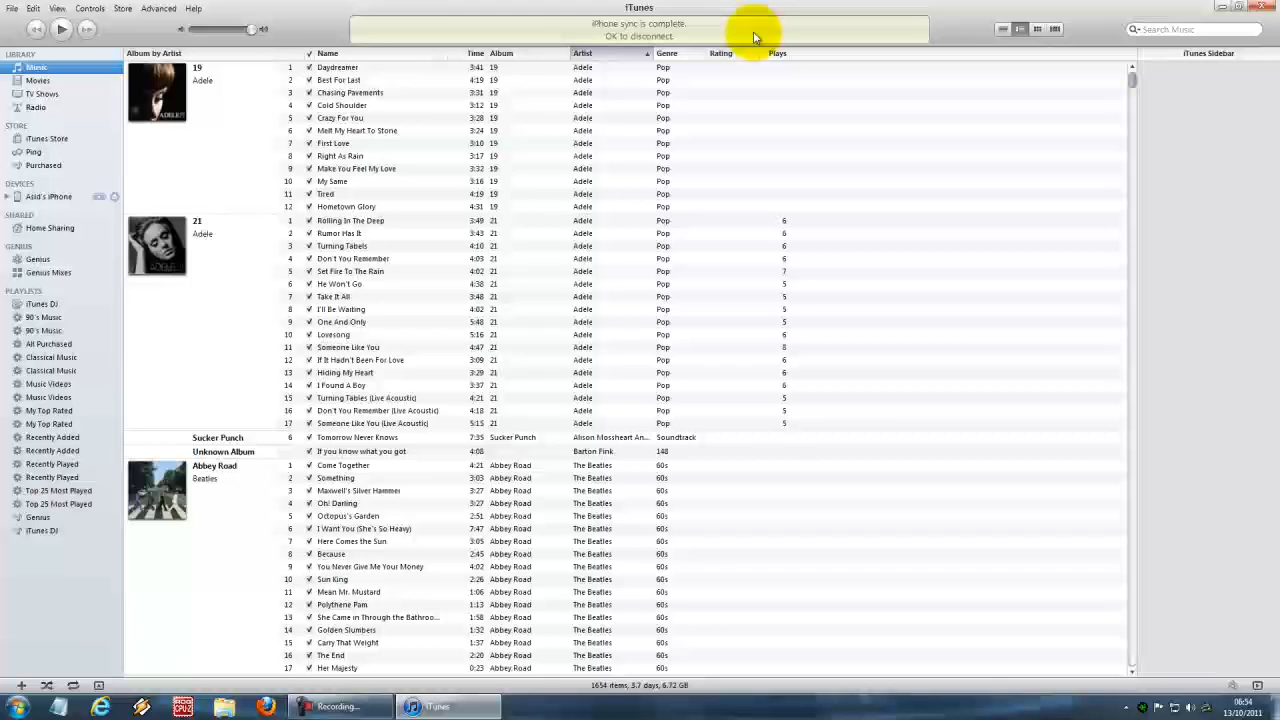 iTunes
File Edit View Controls Store Advanced Help
iPhone sync is complete.
OK to disconnect.
Search Music
LIBRARY
Music
Movies
TV Shows
Radio
STORE
iTunes Store
Ping
Purchased
DEVICES
Asid's iPhone
SHARED
Home Sharing
GENIUS
Genius
Genius Mixes
PLAYLISTS
iTunes DJ
90's Music
90's Music
All Purchased
Classical Music
Classical Music
Music Videos
Music Videos
My Top Rated
My Top Rated
Recently Added
Recently Added
Recently Played
Recently Played
Top 25 Most Played
Top 25 Most Played
Genius
iTunes DJ
Album by Artist Name Time Album Artist Genre Rating Plays
iTunes Sidebar
19
Adele
1 Daydreamer 3:41 19 Adele Pop
2 Best For Last 4:19 19 Adele Pop
3 Chasing Pavements 3:31 19 Adele Pop
4 Cold Shoulder 3:12 19 Adele Pop
5 Crazy For You 3:28 19 Adele Pop
6 Melt My Heart To Stone 3:24 19 Adele Pop
7 First Love 3:10 19 Adele Pop
8 Right As Rain 3:17 19 Adele Pop
9 Make You Feel My Love 3:32 19 Adele Pop
10 My Same 3:16 19 Adele Pop
11 Tired 4:19 19 Adele Pop
12 Hometown Glory 4:31 19 Adele Pop
21
Adele
1 Rolling In The Deep 3:49 21 Adele Pop 6
2 Rumor Has It 3:43 21 Adele Pop 6
3 Turning Tabels 4:10 21 Adele Pop 6
4 Don't You Remember 4:03 21 Adele Pop 6
5 Set Fire To The Rain 4:02 21 Adele Pop 7
6 He Won't Go 4:38 21 Adele Pop 5
7 Take It All 3:48 21 Adele Pop 5
8 I'll Be Waiting 4:02 21 Adele Pop 5
9 One And Only 5:48 21 Adele Pop 5
10 Lovesong 5:16 21 Adele Pop 6
11 Someone Like You 4:47 21 Adele Pop 8
12 If It Hadn't Been For Love 3:09 21 Adele Pop 6
13 Hiding My Heart 3:29 21 Adele Pop 6
14 I Found A Boy 3:37 21 Adele Pop 6
15 Turning Tables (Live Acoustic) 4:21 21 Adele Pop 5
16 Don't You Remember (Live Acoustic) 4:18 21 Adele Pop 5
17 Someone Like You (Live Acoustic) 5:15 21 Adele Pop 5
Sucker Punch 6 Tomorrow Never Knows 7:35 Sucker Punch Alison Mossheart An... Soundtrack
Unknown Album If you know what you got 4:08 Barton Fink 148
Abbey Road
Beatles
1 Come Together 4:21 Abbey Road The Beatles 60s
2 Something 3:03 Abbey Road The Beatles 60s
3 Maxwell's Silver Hammer 3:27 Abbey Road The Beatles 60s
4 Oh! Darling 3:27 Abbey Road The Beatles 60s
5 Octopus's Garden 2:51 Abbey Road The Beatles 60s
6 I Want You (She's So Heavy) 7:47 Abbey Road The Beatles 60s
7 Here Comes the Sun 3:05 Abbey Road The Beatles 60s
8 Because 2:45 Abbey Road The Beatles 60s
9 You Never Give Me Your Money 4:02 Abbey Road The Beatles 60s
10 Sun King 2:26 Abbey Road The Beatles 60s
11 Mean Mr. Mustard 1:06 Abbey Road The Beatles 60s
12 Polythene Pam 1:13 Abbey Road The Beatles 60s
13 She Came in Through the Bathroo... 1:58 Abbey Road The Beatles 60s
14 Golden Slumbers 1:32 Abbey Road The Beatles 60s
15 Carry That Weight 1:37 Abbey Road The Beatles 60s
16 The End 2:20 Abbey Road The Beatles 60s
17 Her Majesty 0:23 Abbey Road The Beatles 60s
1654 items, 3.7 days, 6.72 GB
CPU-Z
Recording...
iTunes
06:54
13/10/2011